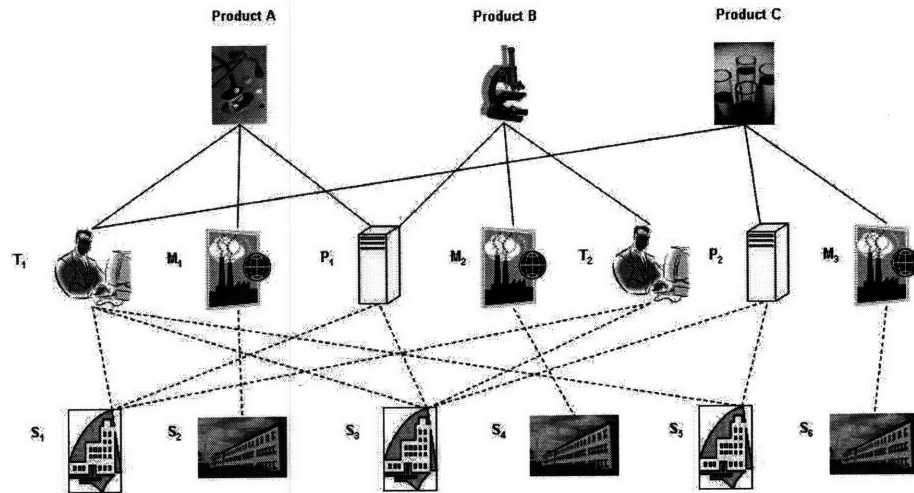 Product A Product B Product C
T₁ M₁ P₁ M₂ T₂ P₂ M₃
S₁ S₂ S₃ S₄ S₅ S₆